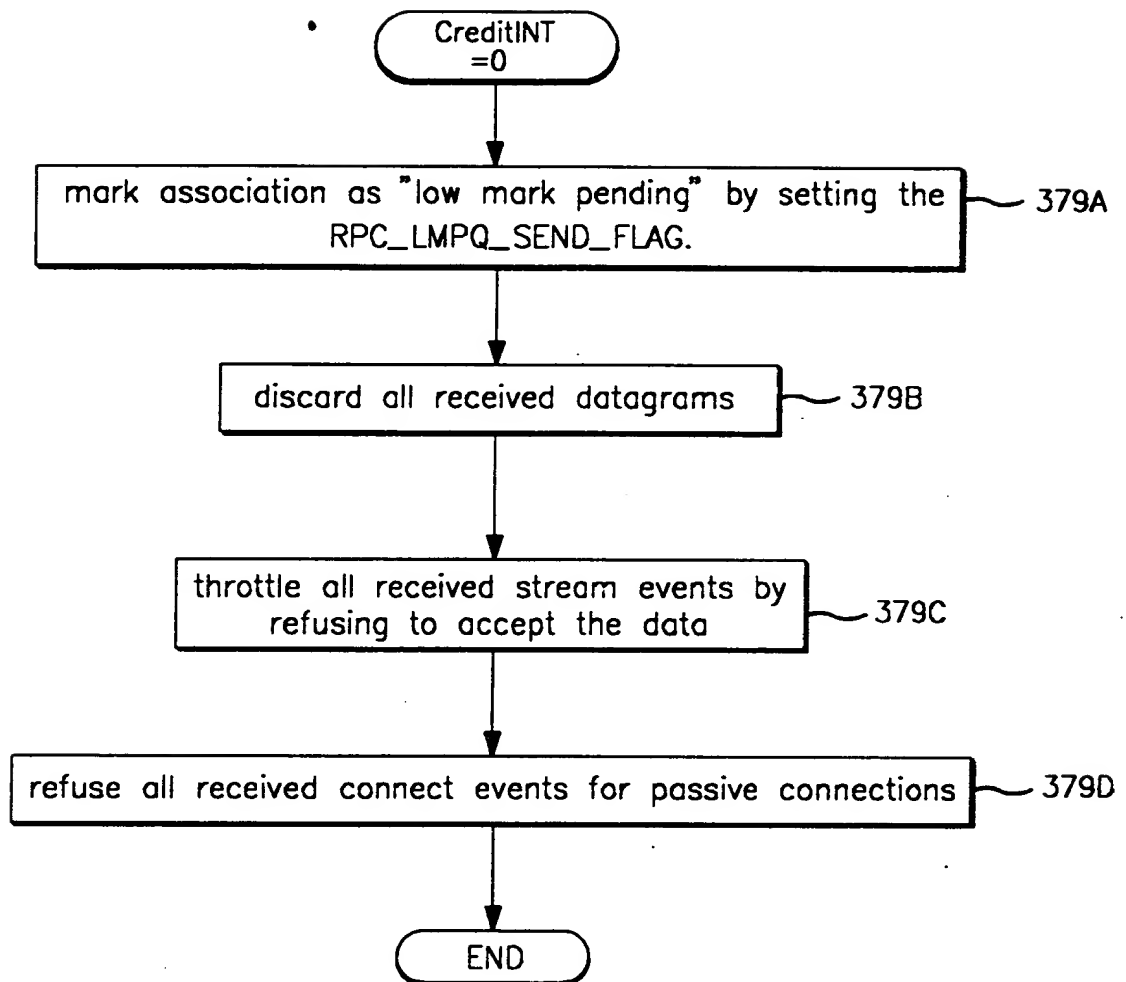 CreditINT
=0
mark association as "low mark pending" by setting the
RPC_LMPQ_SEND_FLAG.
379A
discard all received datagrams
379B
throttle all received stream events by
refusing to accept the data
379C
refuse all received connect events for passive connections
379D
END